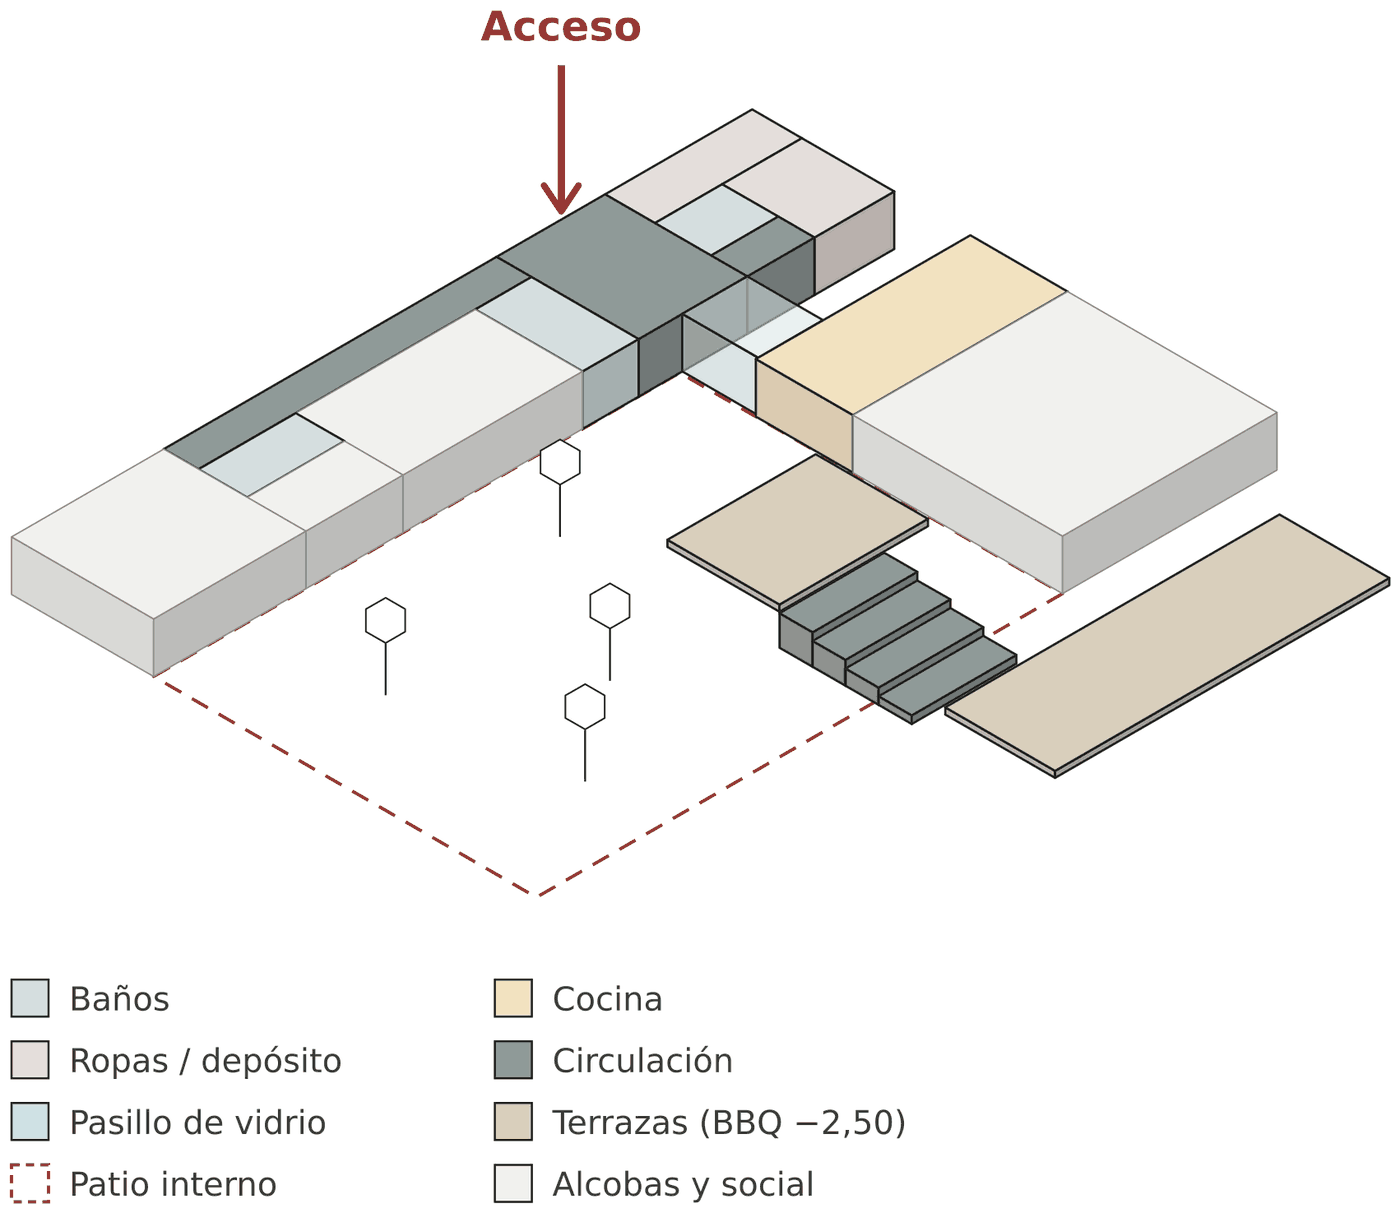 Acceso
Baños
Ropas / depósito
Pasillo de vidrio
Patio interno
Cocina
Circulación
Terrazas (BBQ −2,50)
Alcobas y social